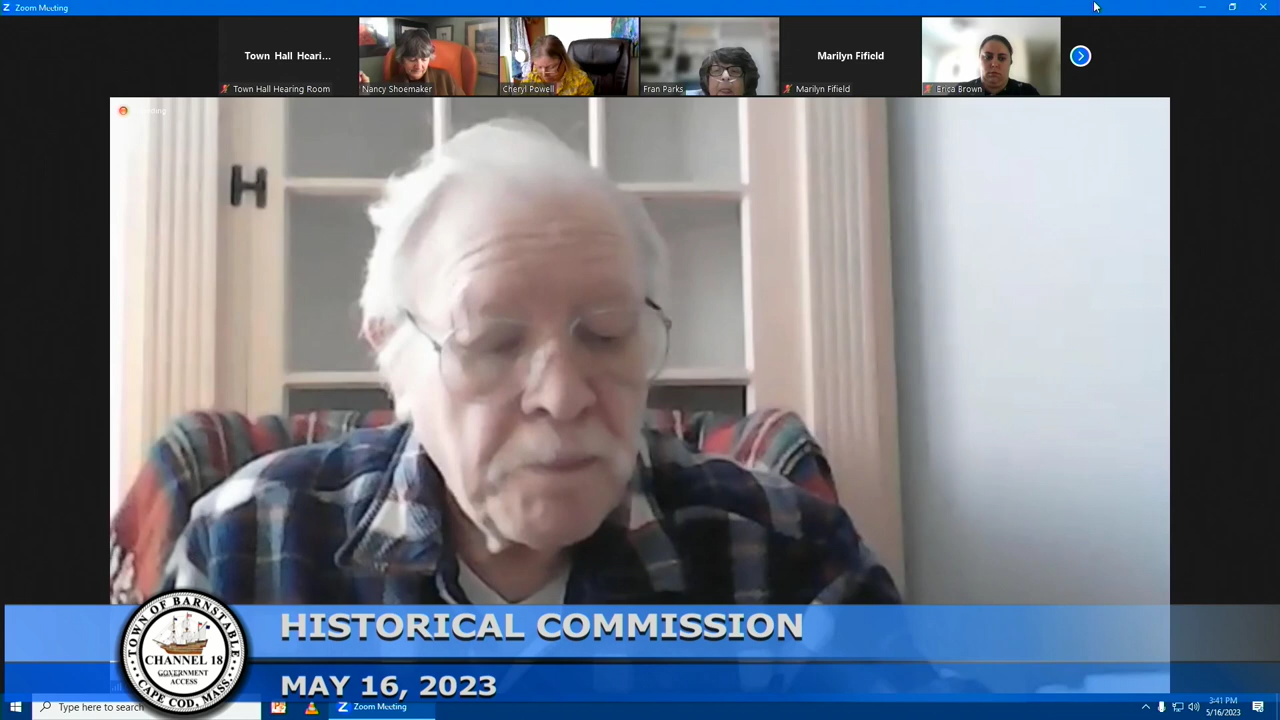 Zoom Meeting
Town Hall Heari...
Marilyn Fifield
Town Hall Hearing Room
Nancy Shoemaker
Cheryl Powell
Fran Parks
Marilyn Fifield
Erica Brown
HISTORICAL COMMISSION
TOWN OF BARNSTABLE
CHANNEL 18
GOVERNMENT
ACCESS
CAPE COD, MASS.
MAY 16, 2023
Type here to search
Zoom Meeting
3:41 PM
5/16/2023